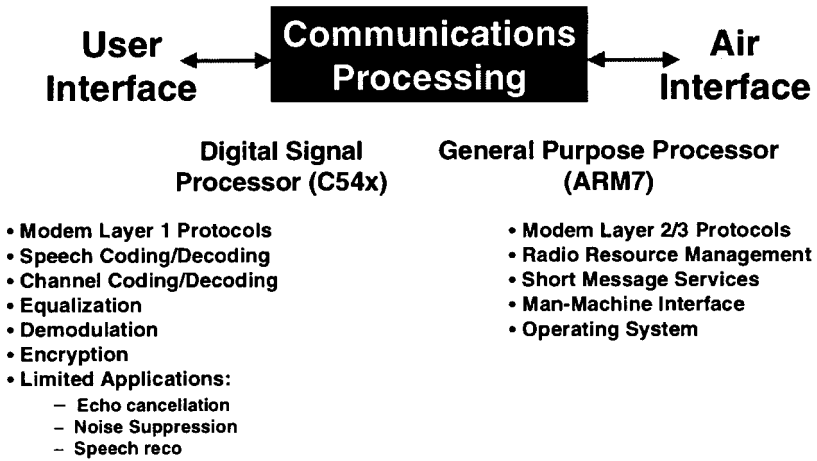 User
Interface
Communications
Processing
Air
Interface
Digital Signal
Processor (C54x)
• Modem Layer 1 Protocols
• Speech Coding/Decoding
• Channel Coding/Decoding
• Equalization
• Demodulation
• Encryption
• Limited Applications:
– Echo cancellation
– Noise Suppression
– Speech reco
General Purpose Processor
(ARM7)
• Modem Layer 2/3 Protocols
• Radio Resource Management
• Short Message Services
• Man-Machine Interface
• Operating System